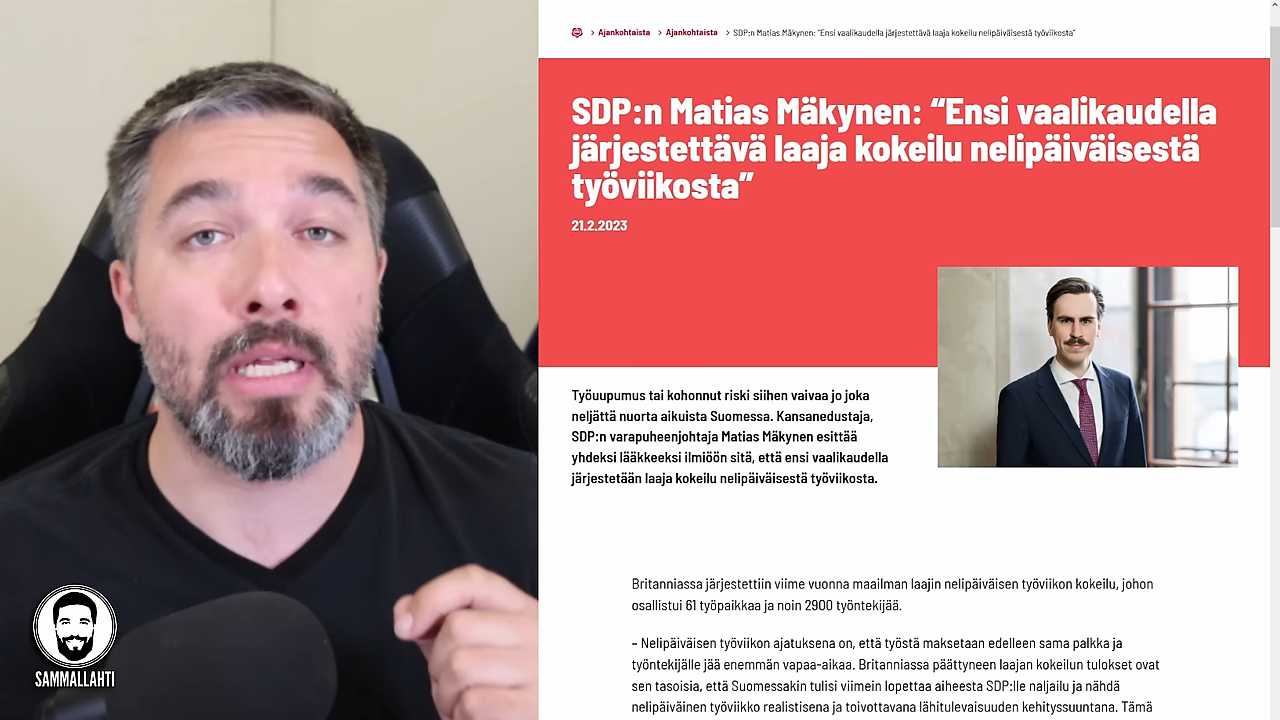 Ajankohtaista
Ajankohtaista
SDP:n Matias Mäkynen: "Ensi vaalikaudella järjestettävä laaja kokeilu nelipäiväisestä työviikosta"
SDP:n Matias Mäkynen: “Ensi vaalikaudella
järjestettävä laaja kokeilu nelipäiväisestä
työviikosta”
21.2.2023
Työuupumus tai kohonnut riski siihen vaivaa jo joka
neljättä nuorta aikuista Suomessa. Kansanedustaja,
SDP:n varapuheenjohtaja Matias Mäkynen esittää
yhdeksi lääkkeeksi ilmiöön sitä, että ensi vaalikaudella
järjestetään laaja kokeilu nelipäiväisestä työviikosta.
Britanniassa järjestettiin viime vuonna maailman laajin nelipäiväisen työviikon kokeilu, johon
osallistui 61 työpaikkaa ja noin 2900 työntekijää.
– Nelipäiväisen työviikon ajatuksena on, että työstä maksetaan edelleen sama palkka ja
työntekijälle jää enemmän vapaa-aikaa. Britanniassa päättyneen laajan kokeilun tulokset ovat
sen tasoisia, että Suomessakin tulisi viimein lopettaa aiheesta SDP:lle naljailu ja nähdä
nelipäiväinen työviikko realistisena ja toivottavana lähitulevaisuuden kehityssuuntana. Tämä
SAMMALLAHTI